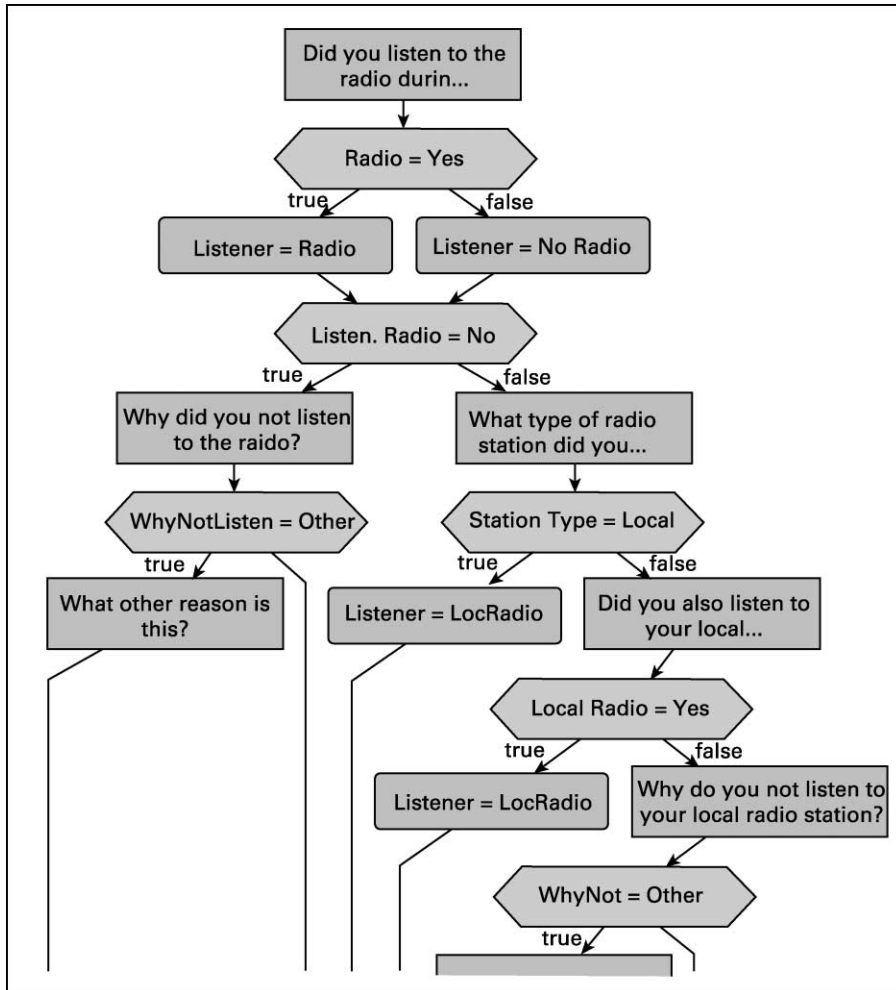 Did you listen to the
radio durin...
Radio = Yes
true
false
Listener = Radio
Listener = No Radio
Listen. Radio = No
true
false
Why did you not listen
to the raido?
What type of radio
station did you...
WhyNotListen = Other
Station Type = Local
true
true
false
What other reason is
this?
Listener = LocRadio
Did you also listen to
your local...
Local Radio = Yes
true
false
Listener = LocRadio
Why do you not listen to
your local radio station?
WhyNot = Other
true